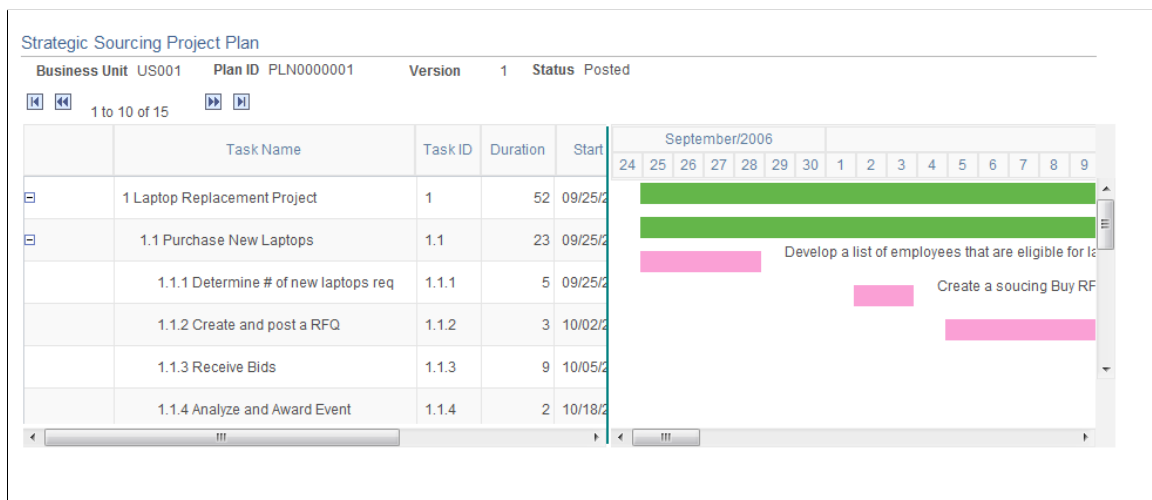 Strategic Sourcing Project Plan
Business Unit US001 Plan ID PLN0000001 Version 1 Status Posted
1 to 10 of 15
Task Name Task ID Duration Start
September/2006
24 25 26 27 28 29 30 1 2 3 4 5 6 7 8 9
1 Laptop Replacement Project 1 52 09/25/2
1.1 Purchase New Laptops 1.1 23 09/25/2
Develop a list of employees that are eligible for la
1.1.1 Determine # of new laptops req 1.1.1 5 09/25/2
Create a soucing Buy RF
1.1.2 Create and post a RFQ 1.1.2 3 10/02/2
1.1.3 Receive Bids 1.1.3 9 10/05/2
1.1.4 Analyze and Award Event 1.1.4 2 10/18/2